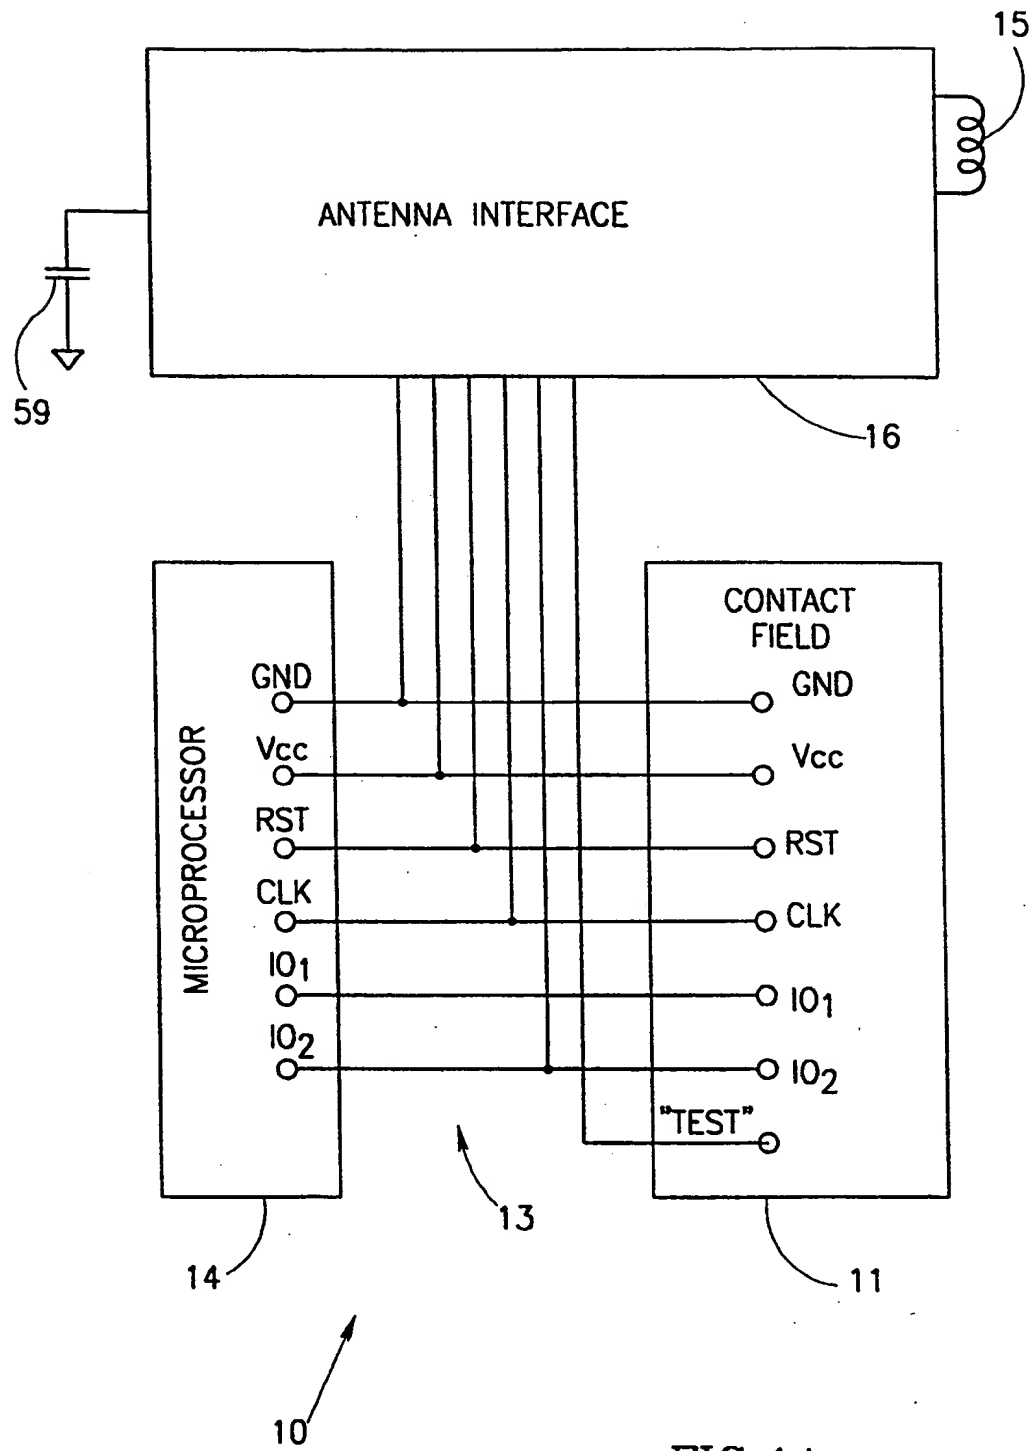 15
ANTENNA INTERFACE
59
16
CONTACT
FIELD
GND
GND
Vcc
Vcc
MICROPROCESSOR
RST
RST
CLK
CLK
IO1
IO1
IO2
IO2
"TEST"
13
14
11
10